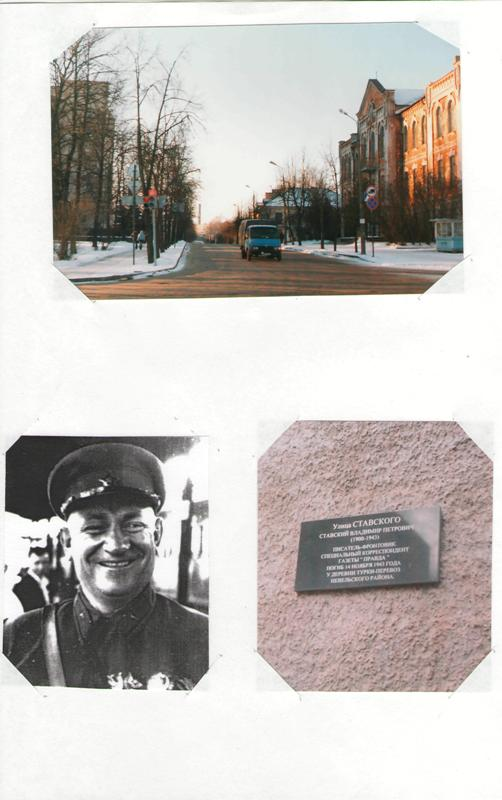 Улица СТАВСКОГО
СТАВСКИЙ ВЛАДИМИР ПЕТРОВИЧ
(1900-1943)
ПИСАТЕЛЬ-ФРОНТОВИК
СПЕЦИАЛЬНЫЙ КОРРЕСПОНДЕНТ
ГАЗЕТЫ " ПРАВДА "
ПОГИБ 14 НОЯБРЯ 1943 ГОДА
У ДЕРЕВНИ ТУРКИ-ПЕРЕВОЗ
НЕВЕЛЬСКОГО РАЙОНА.